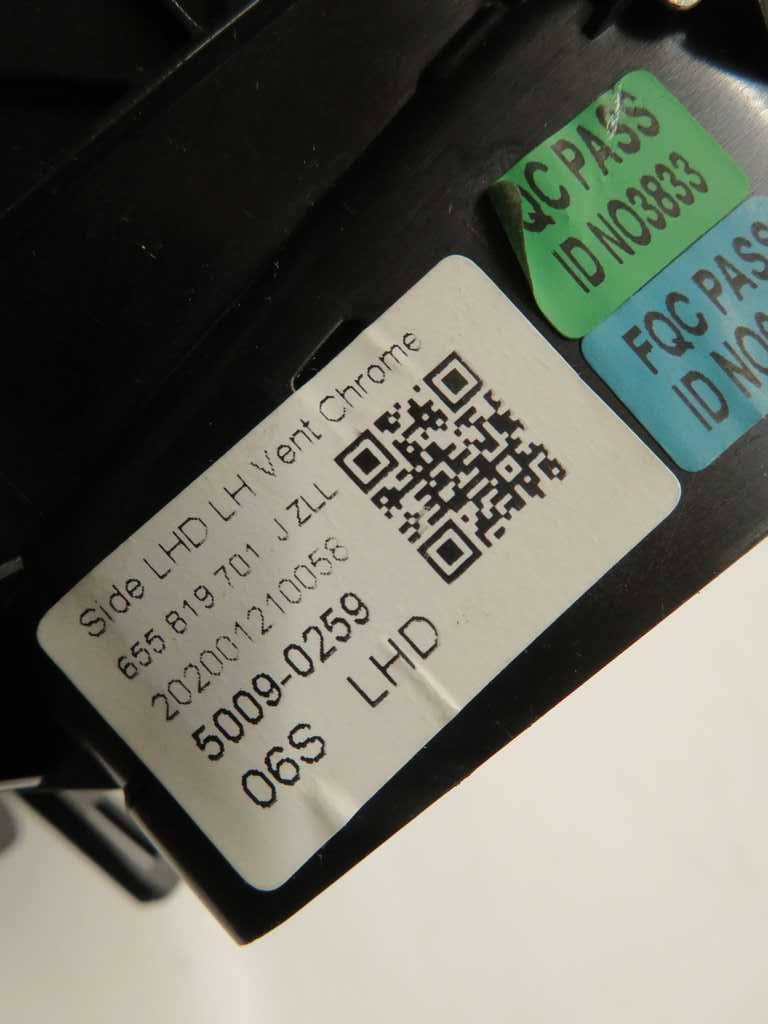 Side LHD LH Vent Chrome
655 819 701 J ZLL
202001210058
5009-0259
06S LHD
QC PASS
ID NO3833
FQC PASS
ID NO